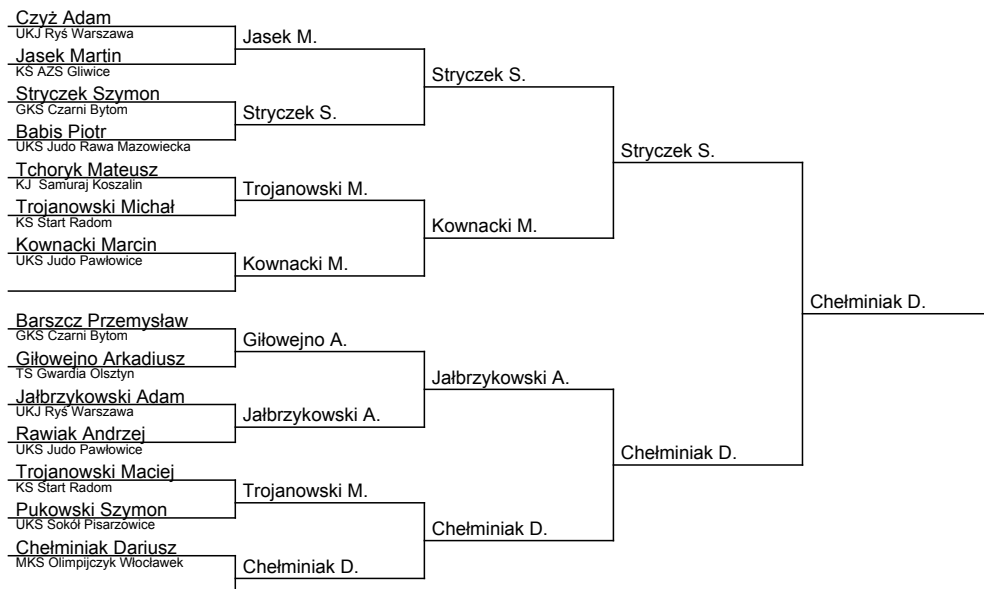 Czyż Adam
UKJ Ryś Warszawa
Jasek Martin
KŚ AZS Gliwice
Stryczek Szymon
GKS Czarni Bytom
Babis Piotr
UKS Judo Rawa Mazowiecka
Tchoryk Mateusz
KJ Samuraj Koszalin
Trojanowski Michał
KS Start Radom
Kownacki Marcin
UKS Judo Pawłowice
Barszcz Przemysław
GKS Czarni Bytom
Giłowejno Arkadiusz
TS Gwardia Olsztyn
Jałbrzykowski Adam
UKJ Ryś Warszawa
Rawiak Andrzej
UKS Judo Pawłowice
Trojanowski Maciej
KS Start Radom
Pukowski Szymon
UKS Sokół Pisarzowice
Chełminiak Dariusz
MKS Olimpijczyk Włocławek
Jasek M.
Stryczek S.
Trojanowski M.
Kownacki M.
Giłowejno A.
Jałbrzykowski A.
Trojanowski M.
Chełminiak D.
Stryczek S.
Kownacki M.
Jałbrzykowski A.
Chełminiak D.
Stryczek S.
Chełminiak D.
Chełminiak D.